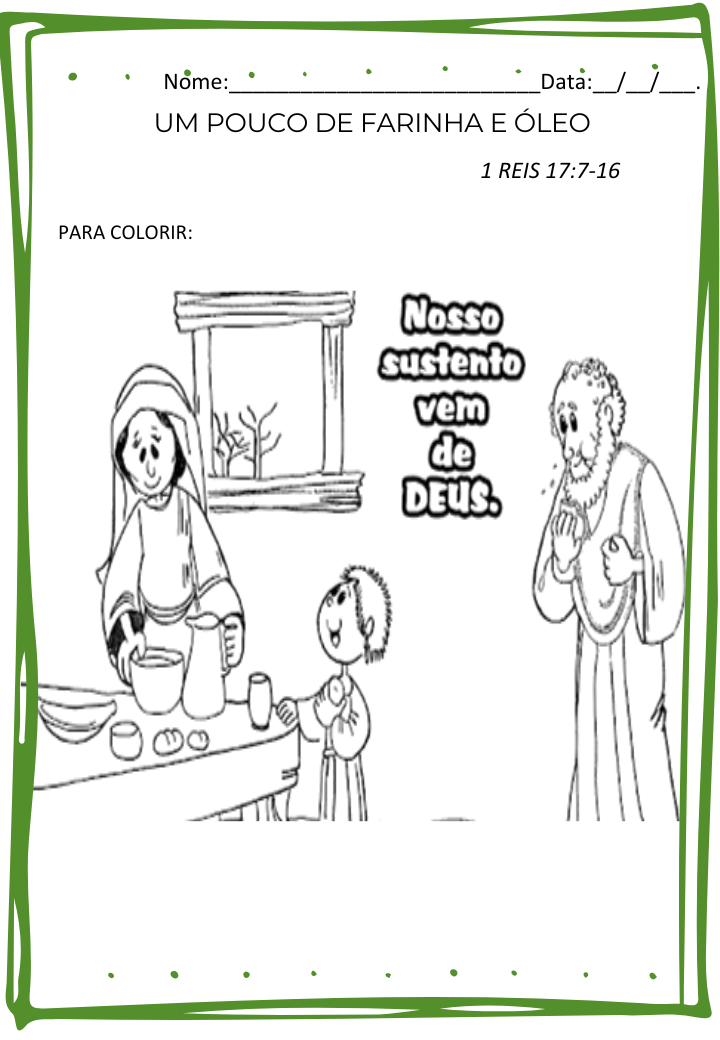 Nome:__________________________Data:__/__/___.
UM POUCO DE FARINHA E ÓLEO
1 REIS 17:7-16
PARA COLORIR:
Nosso
sustento
vem
de
DEUS.